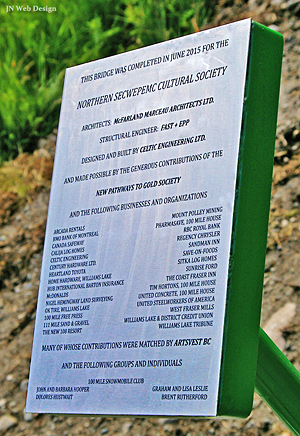 JN Web Design
THIS BRIDGE WAS COMPLETED IN JUNE 2015 FOR THE
NORTHERN SECWEPEMC CULTURAL SOCIETY
ARCHITECTS: McFARLAND MARCEAU ARCHITECTS LTD.
STRUCTURAL ENGINEER: FAST + EPP
DESIGNED AND BUILT BY CELTIC ENGINEERING LTD.
AND MADE POSSIBLE BY THE GENEROUS CONTRIBUTIONS OF THE
NEW PATHWAYS TO GOLD SOCIETY
AND THE FOLLOWING BUSINESSES AND ORGANIZATIONS
ARCADA RENTALS
BMO BANK OF MONTREAL
CANADA SAFEWAY
CALIFA LOG HOMES
CELTIC ENGINEERING
CENTURY HARDWARE LTD.
HEARTLAND TOYOTA
HOME HARDWARE, WILLIAMS LAKE
HUB INTERNATIONAL BARTON INSURANCE
McDONALDS
NIGEL HEMINGWAY LAND SURVEYING
OK TIRE, WILLIAMS LAKE
100 MILE FREE PRESS
111 MILE SAND & GRAVEL
THE NEW 100 RESORT
MOUNT POLLEY MINING
PHARMASAVE, 100 MILE HOUSE
RBC ROYAL BANK
REGENCY CHRYSLER
SANDMAN INN
SAVE-ON-FOODS
SITKA LOG HOMES
SUNRISE FORD
THE COAST FRASER INN
TIM HORTONS, 100 MILE HOUSE
UNITED CONCRETE, 100 MILE HOUSE
UNITED STEELWORKERS OF AMERICA
WEST FRASER MILLS
WILLIAMS LAKE & DISTRICT CREDIT UNION
WILLIAMS LAKE TRIBUNE
MANY OF WHOSE CONTRIBUTIONS WERE MATCHED BY ARTSVEST BC
AND THE FOLLOWING GROUPS AND INDIVIDUALS
100 MILE SNOWMOBILE CLUB
JOHN AND BARBARA HOOPER
DOLORES HUSTWAIT
GRAHAM AND LISA LESLIE
BRENT RUTHERFORD